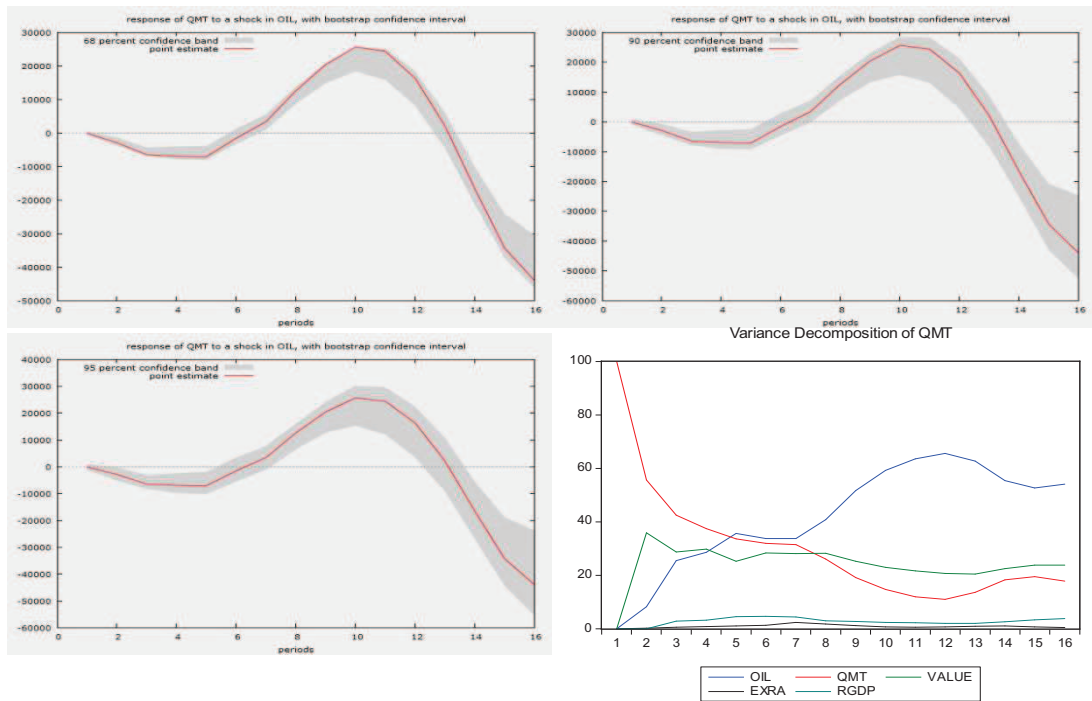 response of QMT to a shock in OIL, with bootstrap confidence interval
68 percent confidence band
point estimate
30000
20000
10000
0
-10000
-20000
-30000
-40000
-50000
0 2 4 6 8 10 12 14 16
periods
response of QMT to a shock in OIL, with bootstrap confidence interval
90 percent confidence band
point estimate
30000
20000
10000
0
-10000
-20000
-30000
-40000
-50000
-60000
0 2 4 6 8 10 12 14 16
periods
response of QMT to a shock in OIL, with bootstrap confidence interval
95 percent confidence band
point estimate
40000
30000
20000
10000
0
-10000
-20000
-30000
-40000
-50000
-60000
0 2 4 6 8 10 12 14 16
periods
Variance Decomposition of QMT
100
80
60
40
20
0
1 2 3 4 5 6 7 8 9 10 11 12 13 14 15 16
OIL QMT VALUE
EXRA RGDP